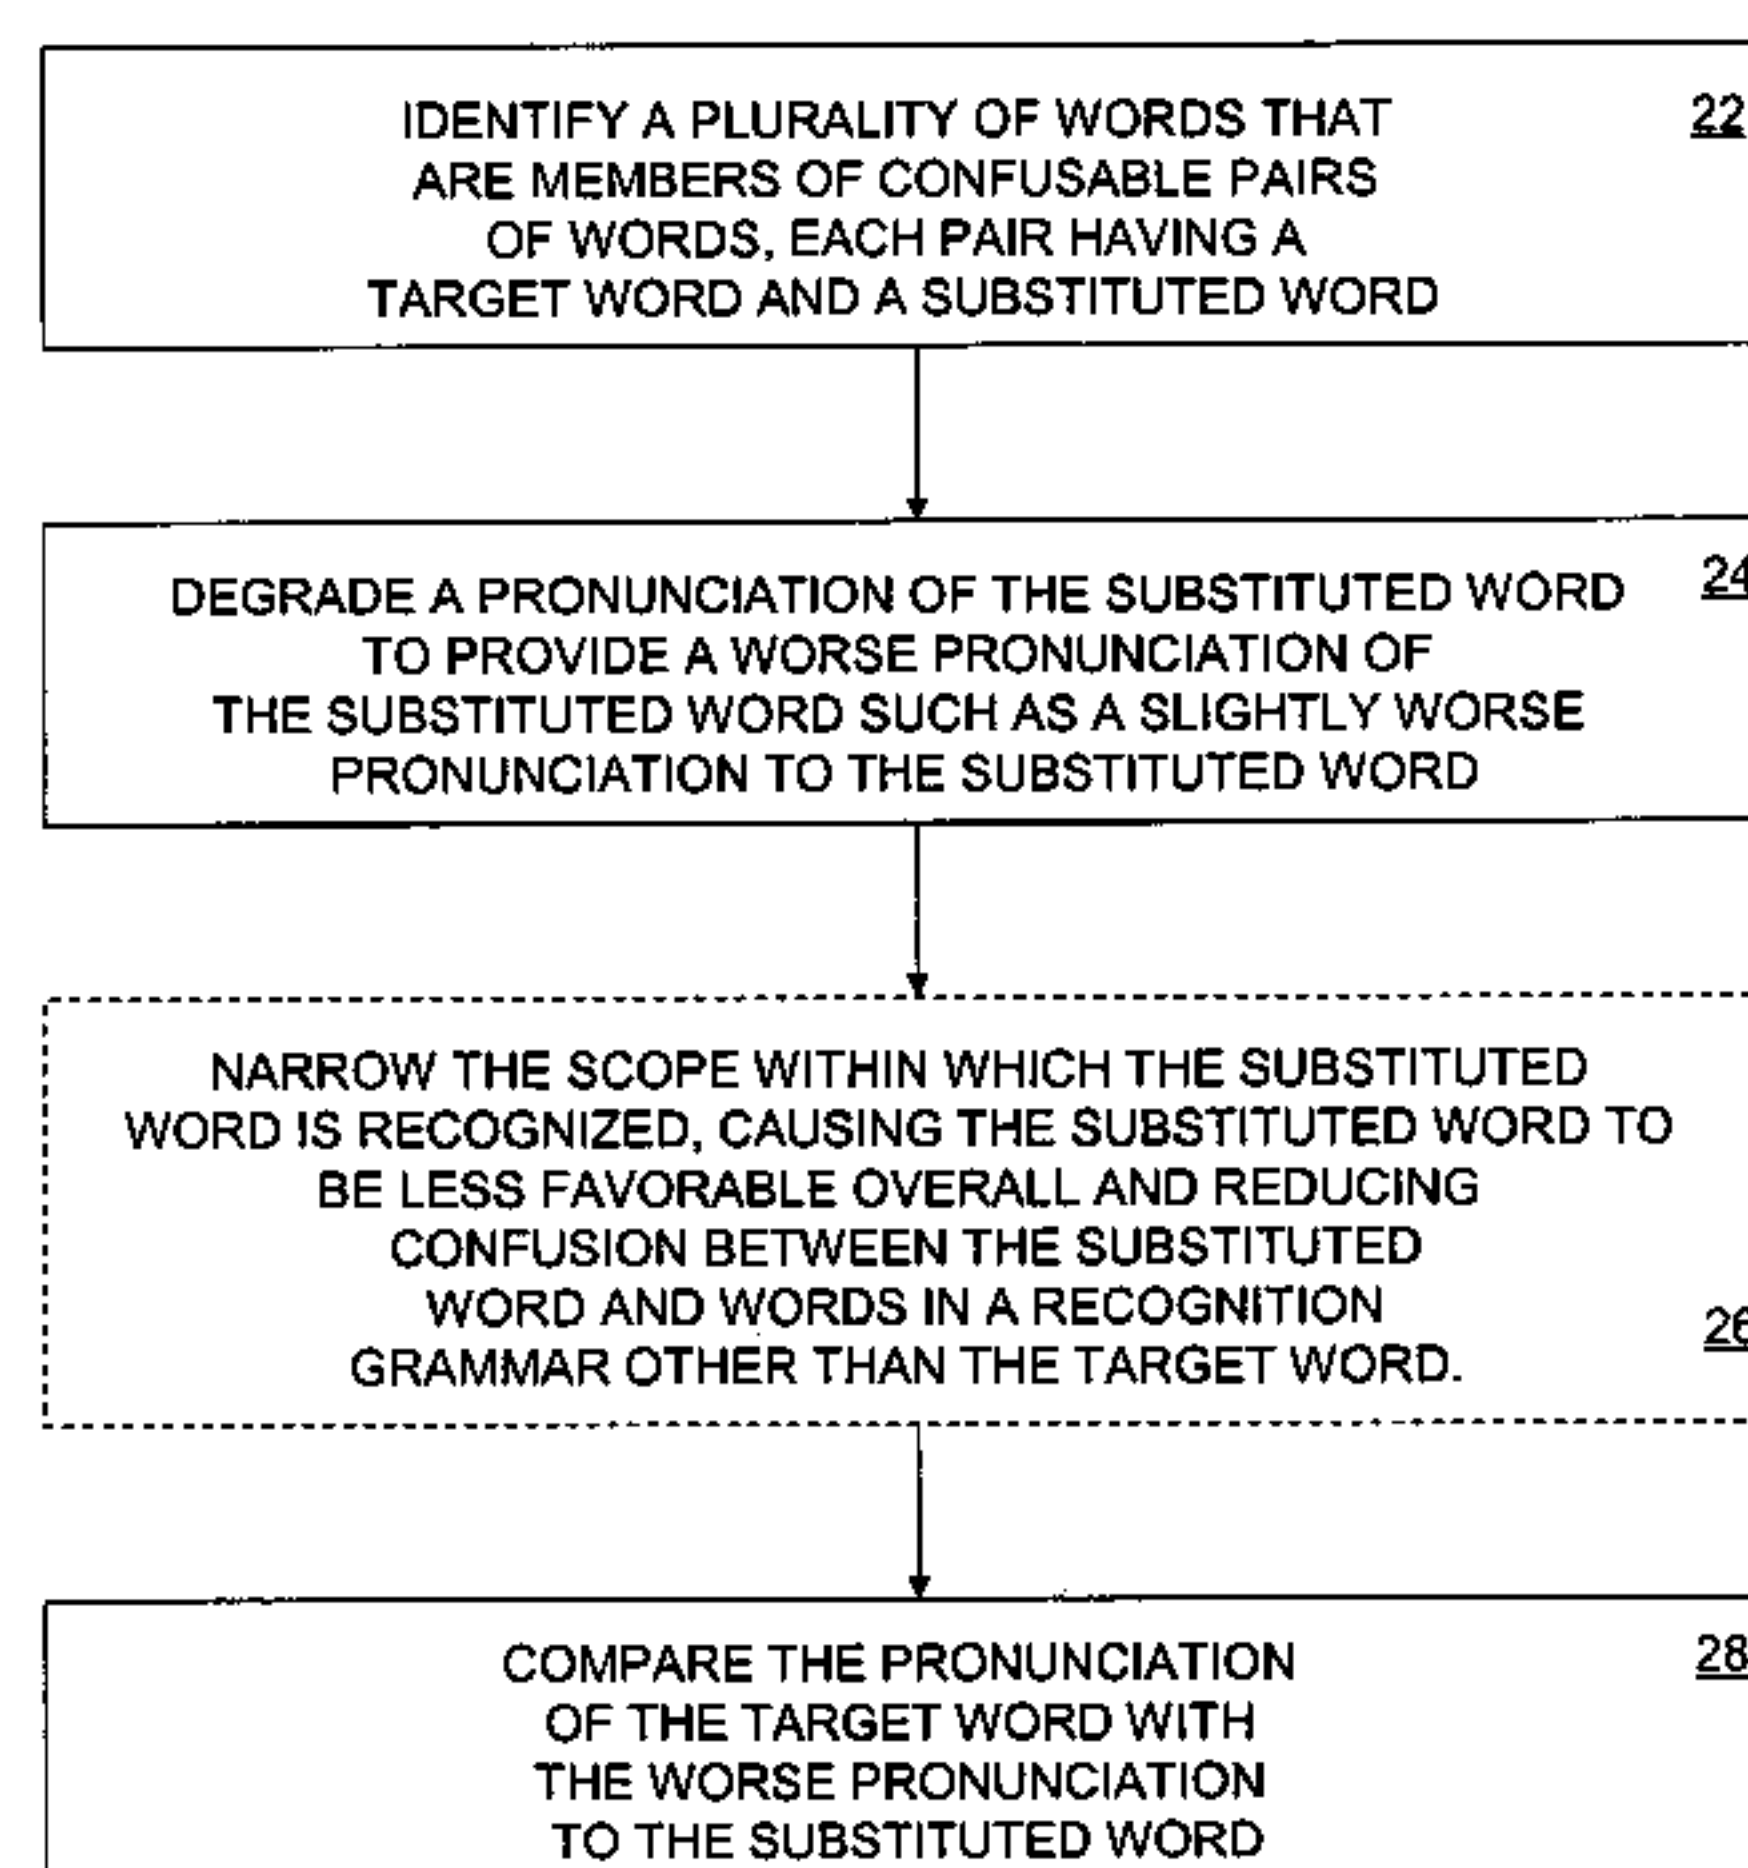 IDENTIFY A PLURALITY OF WORDS THAT
22
ARE MEMBERS OF CONFUSABLE PAIRS
OF WORDS, EACH PAIR HAVING A
TARGET WORD AND A SUBSTITUTED WORD
24
DEGRADE A PRONUNCIATION OF THE SUBSTITUTED WORD
TO PROVIDE A WORSE PRONUNCIATION OF
THE SUBSTITUTED WORD SUCH AS A SLIGHTLY WORSE
PRONUNCIATION TO THE SUBSTITUTED WORD
NARROW THE SCOPE WITHIN WHICH THE SUBSTITUTED
WORD IS RECOGNIZED, CAUSING THE SUBSTITUTED WORD TO
BE LESS FAVORABLE OVERALL AND REDUCING
CONFUSION BETWEEN THE SUBSTITUTED
WORD AND WORDS IN A RECOGNITION
26
GRAMMAR OTHER THAN THE TARGET WORD.
COMPARE THE PRONUNCIATION
28
OF THE TARGET WORD WITH
THE WORSE PRONUNCIATION
TO THE SUBSTITUTED WORD